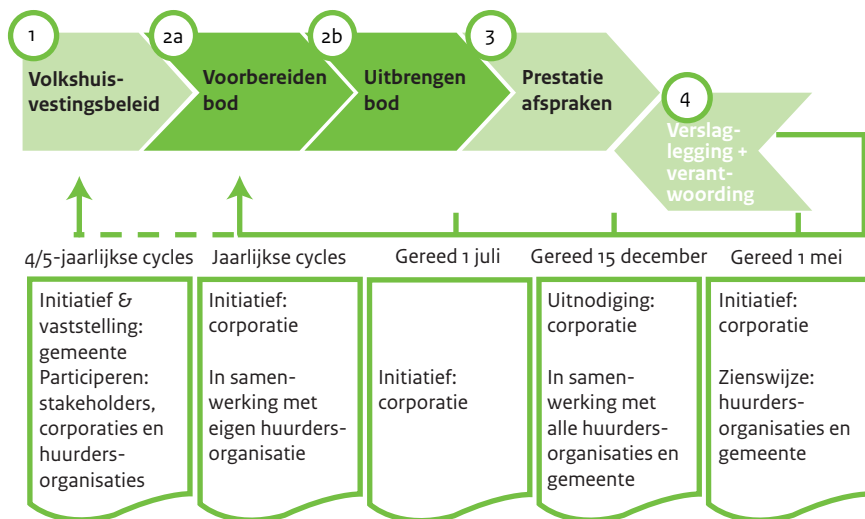 1
Volkshuis-
vestingsbeleid
2a
Voorbereiden
bod
2b
Uitbrengen
bod
3
Prestatie
afspraken
4
Verslag-
legging +
verant-
woording
4/5-jaarlijkse cycles
Initiatief &
vaststelling:
gemeente
Participeren:
stakeholders,
corporaties en
huurders-
organisaties
Jaarlijkse cycles
Initiatief:
corporatie
In samen-
werking met
eigen huurders-
organisatie
Gereed 1 juli
Initiatief:
corporatie
Gereed 15 december
Uitnodiging:
corporatie
In samen-
werking met
alle huurders-
organisaties en
gemeente
Gereed 1 mei
Initiatief:
corporatie
Zienswijze:
huurders-
organisaties en
gemeente